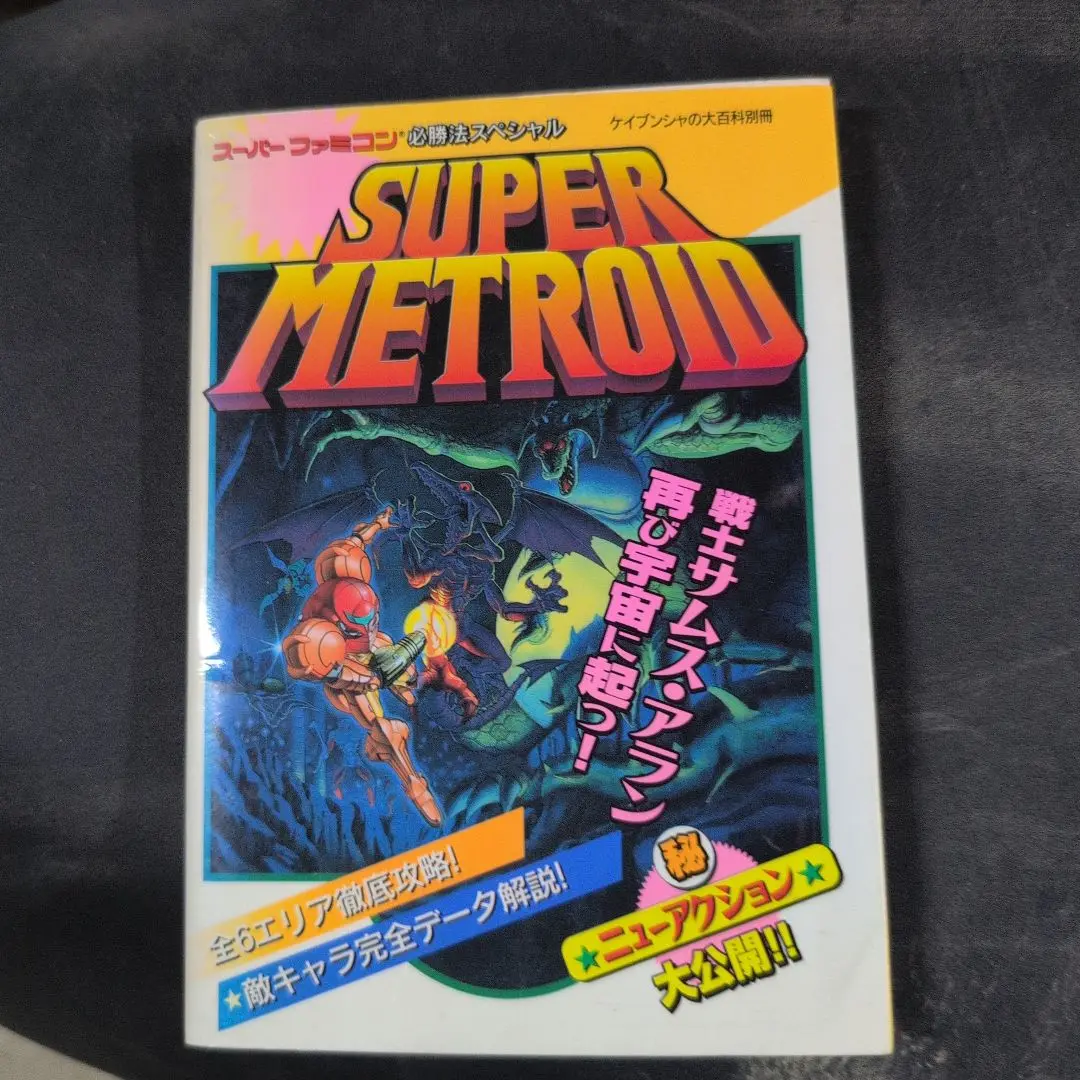 スーパーファミコン®必勝法スペシャル
ケイブンシャの大百科別冊
SUPER
METROID
戦士サムス・アラン
再び宇宙に起つ!
全6エリア徹底攻略!
★敵キャラ完全データ解説!
㊙
★ニューアクション★
大公開!!